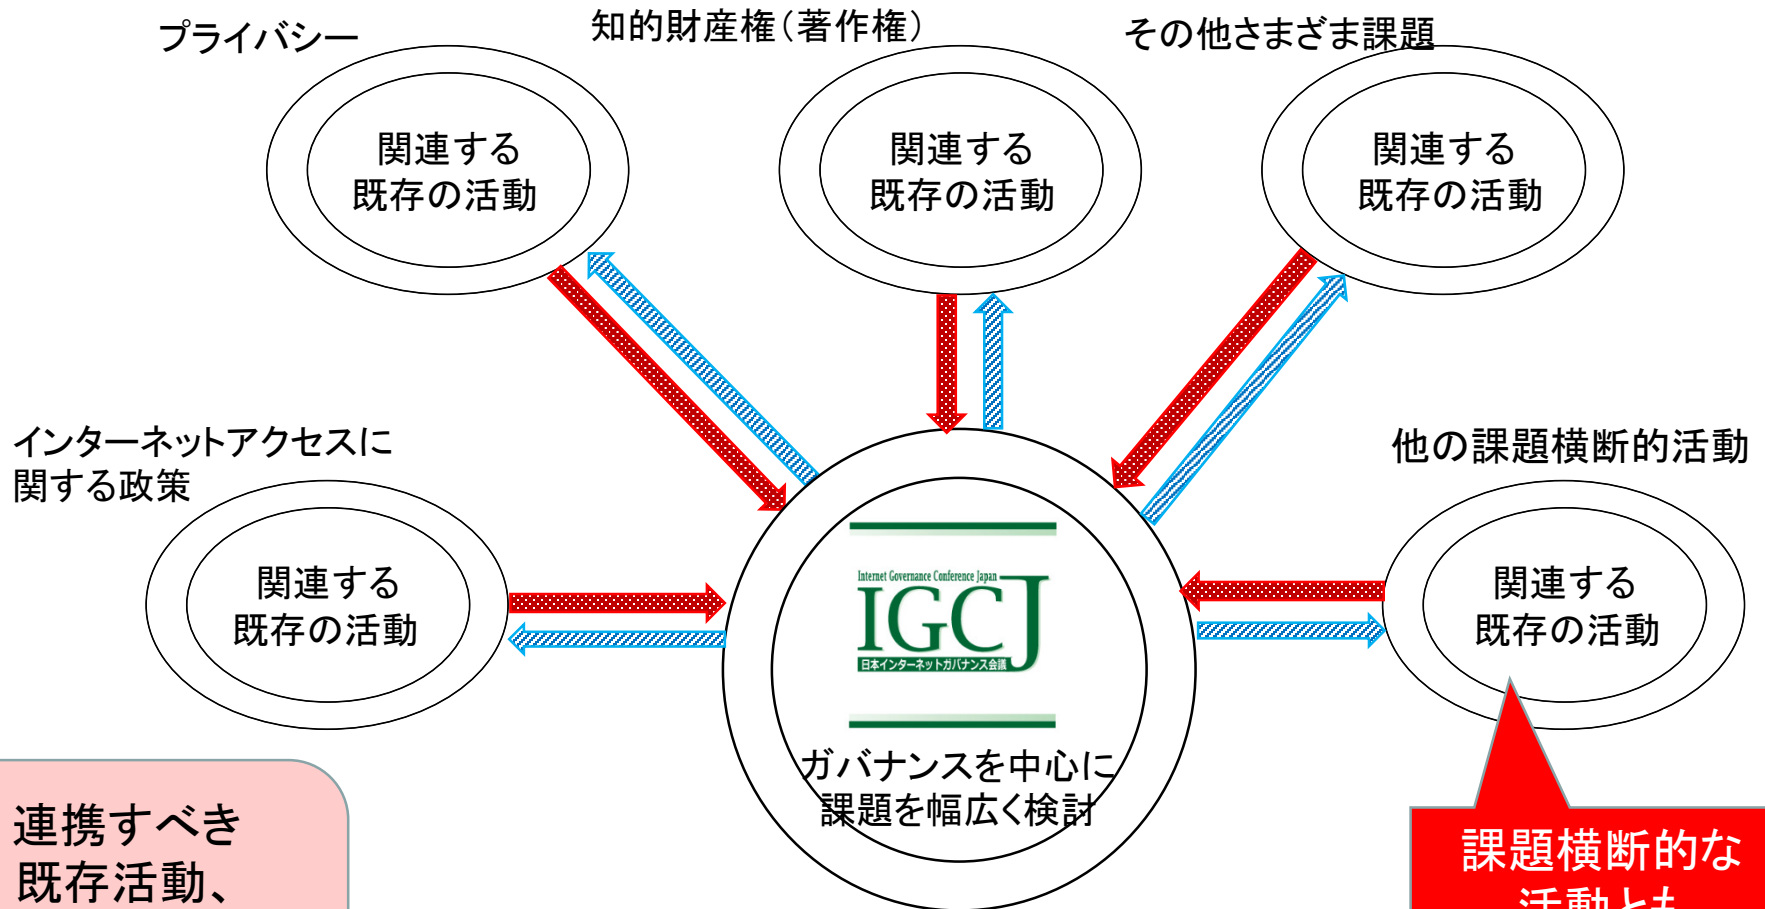 プライバシー
知的財産権（著作権）
その他さまざま課題
関連する
既存の活動
関連する
既存の活動
関連する
既存の活動
インターネットアクセスに
関する政策
他の課題横断的活動
関連する
既存の活動
Internet Governance Conference Japan
IGCJ
日本インターネットガバナンス会議
関連する
既存の活動
ガバナンスを中心に
課題を幅広く検討
連携すべき
既存活動、
課題横断的な
活動とも